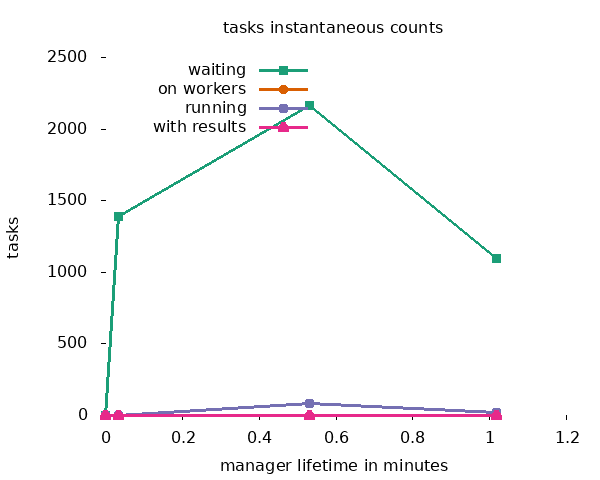 tasks instantaneous counts
2500
2000
1500
1000
500
0
tasks
waiting
on workers
running
with results
0 0.2 0.4 0.6 0.8 1 1.2
manager lifetime in minutes